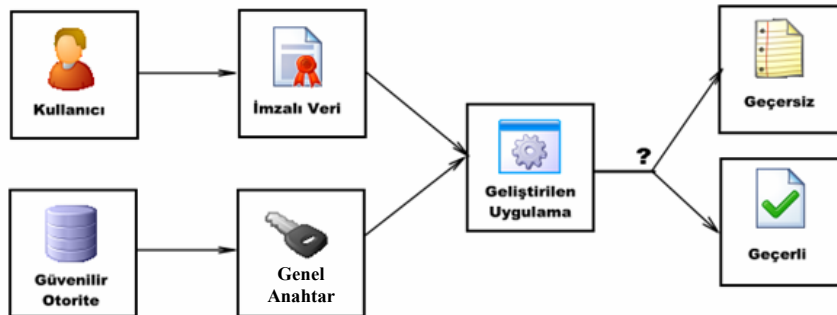 Kullanıcı
İmzalı Veri
Geliştirilen
Uygulama
?
Geçersiz
Güvenilir
Otorite
Genel
Anahtar
Geçerli